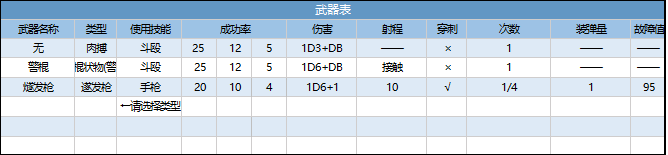 武器表
武器名称 类型 使用技能 成功率 伤害 射程 穿刺 次数 装弹量 故障值
无 肉搏 斗殴 25 12 5 1D3+DB —— × 1 —— ——
警棍 棍状物(警 斗殴 25 12 5 1D6+DB 接触 × 1 —— ——
燧发枪 遂发枪 手枪 20 10 4 1D6+1 10 √ 1/4 1 95
←请选择类型